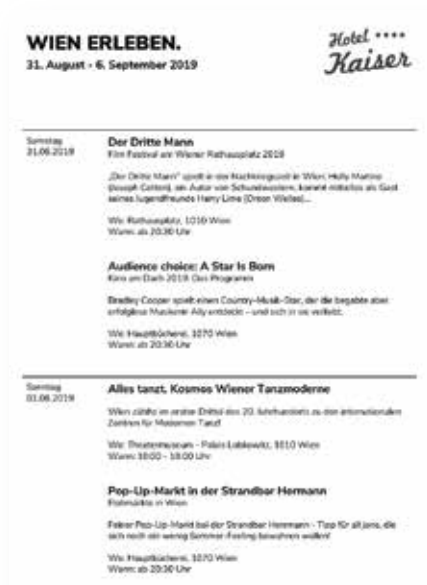 WIEN ERLEBEN.
31. August - 6. September 2019
Hotel ****
Kaiser
Samstag
31.08.2019
Der Dritte Mann
Film Festival am Wiener Rathausplatz 2019
„Der Dritte Mann" spielt in der Nachkriegszeit in Wien: Holly Martins
(Joseph Cotten), ein Autor von Schundwestern, kommt mittellos als Gast
seines Jugendfreunds Harry Lime (Orson Welles)...
Wo: Rathausplatz, 1010 Wien
Wann: ab 20:30 Uhr
Audience choice: A Star Is Born
Kino am Dach 2019: Das Programm
Bradley Cooper spielt einen Country-Musik-Star, der die begabte aber
erfolglose Musikerin Ally entdeckt – und sich in sie verliebt.
Wo: Hauptbücherei, 1070 Wien
Wann: ab 20:30 Uhr
Sonntag
01.09.2019
Alles tanzt. Kosmos Wiener Tanzmoderne
Wien zählte im ersten Drittel des 20. Jahrhunderts zu den internationalen
Zentren für Modernen Tanz!
Wo: Theatermuseum - Palais Lobkowitz, 1010 Wien
Wann: 10:00 - 18:00 Uhr
Pop-Up-Markt in der Strandbar Hermann
Flohmärkte in Wien
Feiner Pop-Up-Markt bei der Strandbar Herrmann - Tipp für all jene, die
sich noch ein wenig Sommer-Feeling bewahren wollen!
Wo: Hauptbücherei, 1070 Wien
Wann: ab 20:30 Uhr